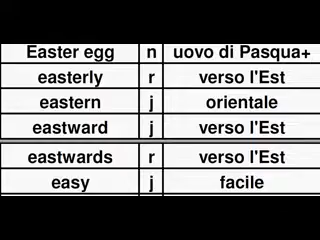 Easter egg n uovo di Pasqua+
easterly r verso l'Est
eastern j orientale
eastward j verso l'Est
eastwards r verso l'Est
easy j facile